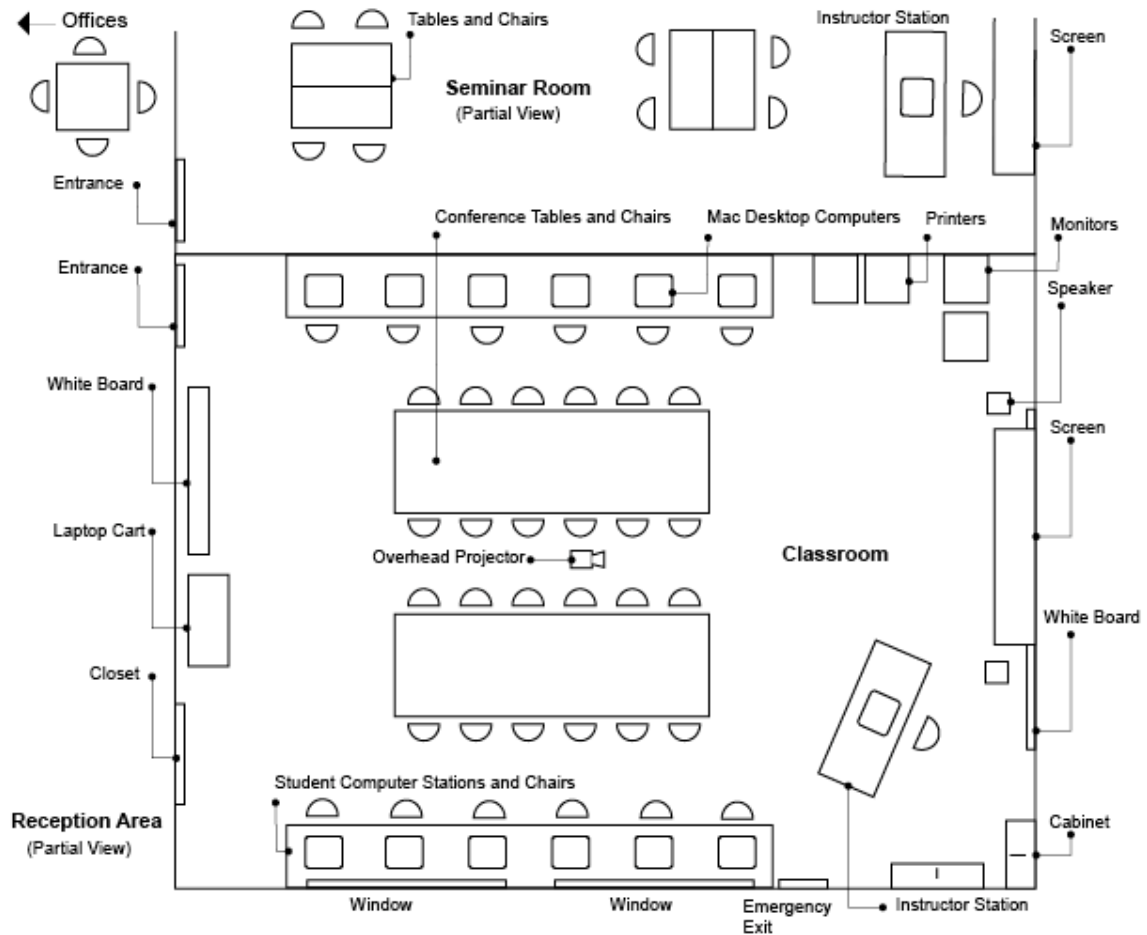 Offices
Tables and Chairs
Instructor Station
Screen
Seminar Room
(Partial View)
Entrance
Conference Tables and Chairs
Mac Desktop Computers
Printers
Monitors
Entrance
Speaker
White Board
Screen
Laptop Cart
Overhead Projector
Classroom
White Board
Closet
Student Computer Stations and Chairs
Reception Area
(Partial View)
Cabinet
Window
Window
Emergency
Exit
Instructor Station